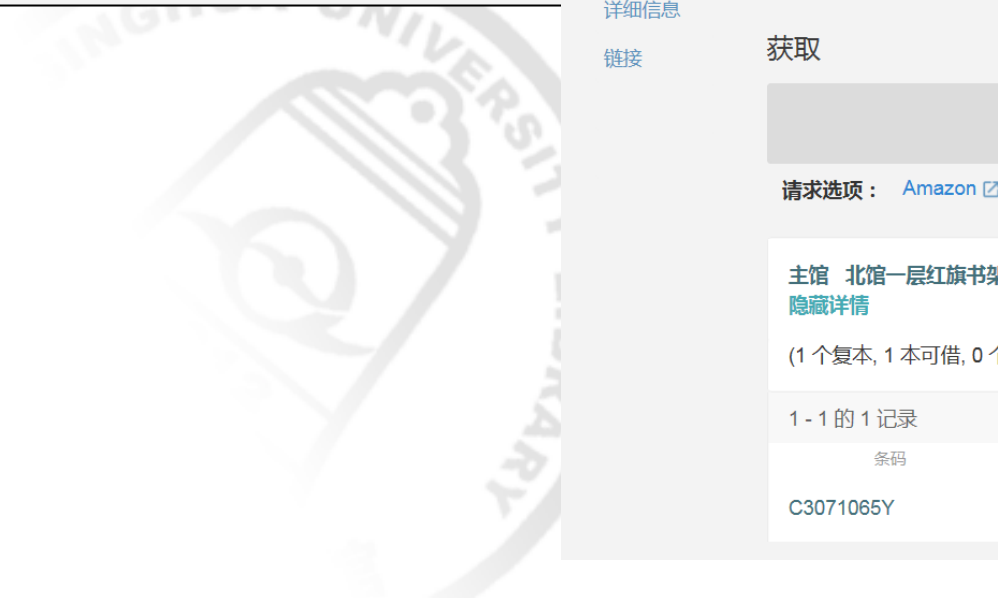 详细信息
链接
获取
请求选项： Amazon
主馆 北馆一层红旗书架
隐藏详情
(1 个复本, 1 本可借, 0 个
1 - 1 的 1 记录
条码
C3071065Y
UNIVERSITY LIBRARY